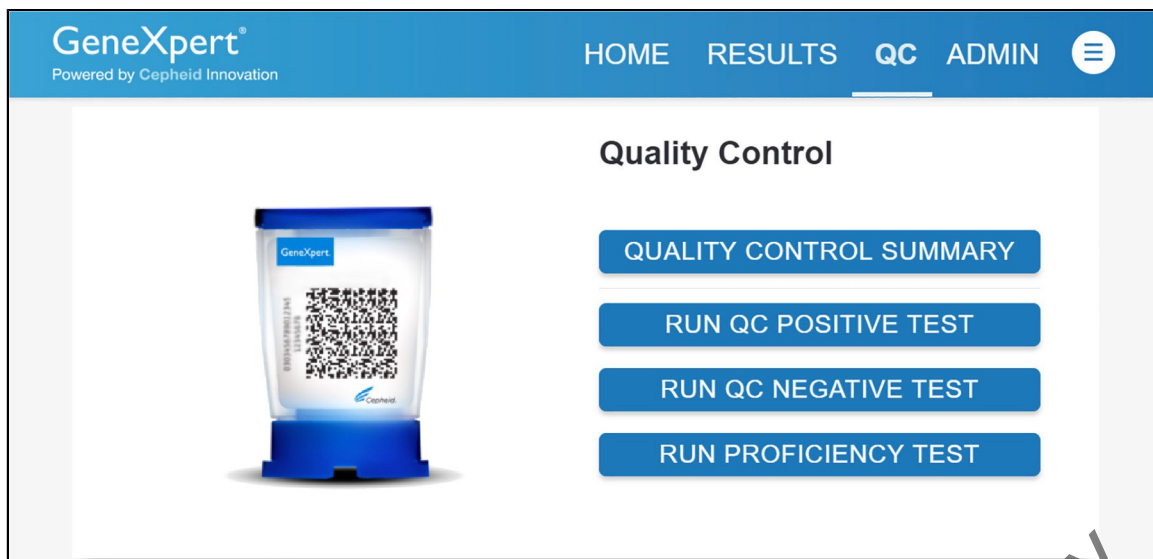 GeneXpert®
Powered by Cepheid Innovation
HOME RESULTS QC ADMIN
Quality Control
GeneXpert
Cepheid.
QUALITY CONTROL SUMMARY
RUN QC POSITIVE TEST
RUN QC NEGATIVE TEST
RUN PROFICIENCY TEST